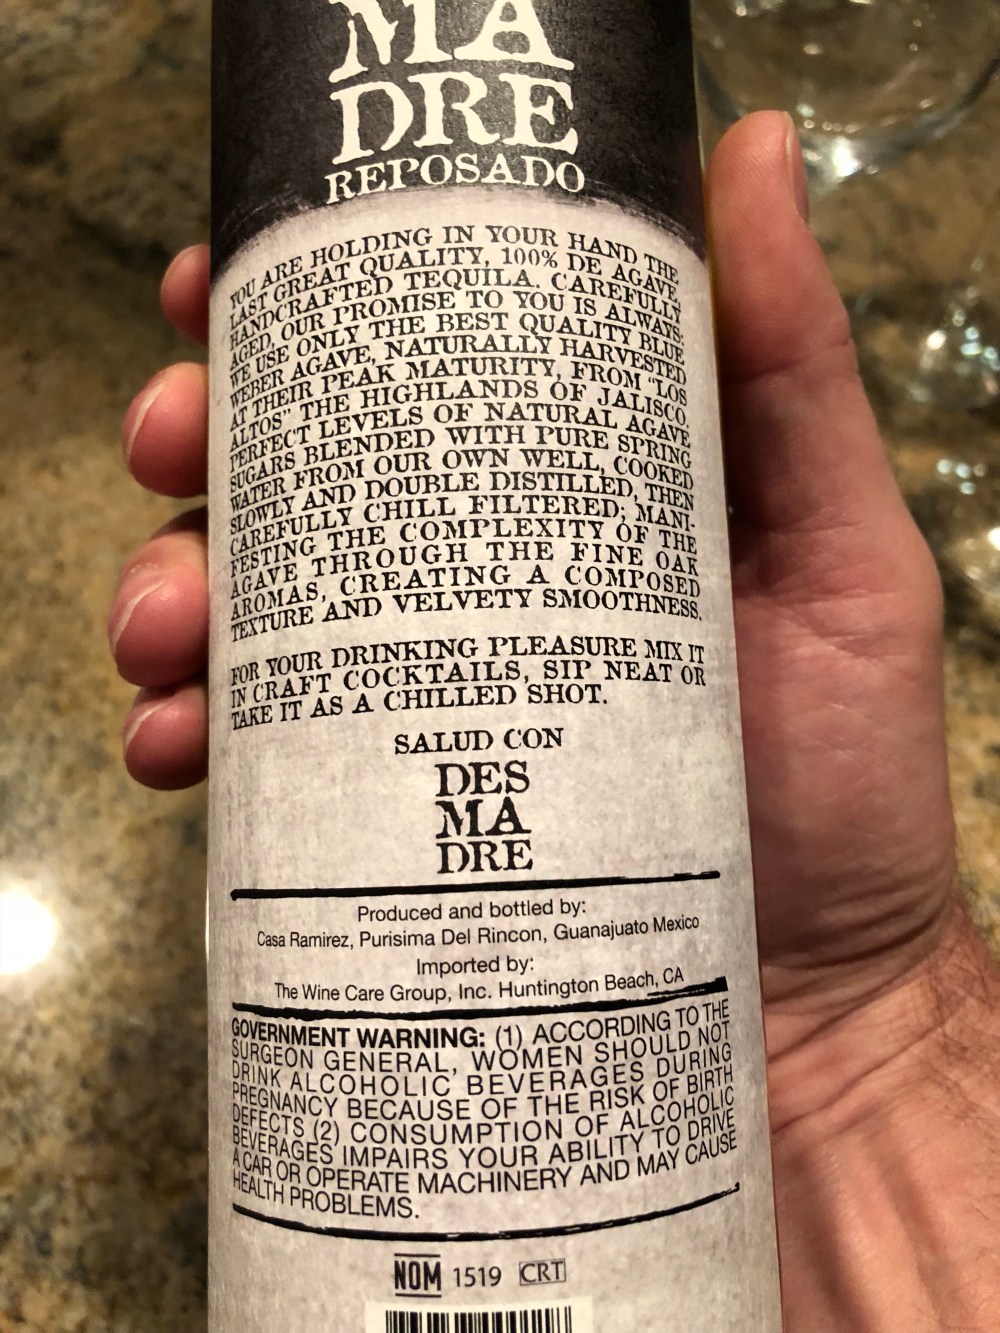 MA
DRE
REPOSADO
YOU ARE HOLDING IN YOUR HAND THE
LAST GREAT QUALITY, 100% DE AGAVE,
HANDCRAFTED TEQUILA. CAREFULLY
AGED, OUR PROMISE TO YOU IS ALWAYS:
WE USE ONLY THE BEST QUALITY BLUE
WEBER AGAVE, NATURALLY HARVESTED
AT THEIR PEAK MATURITY, FROM "LOS
ALTOS" THE HIGHLANDS OF JALISCO.
PERFECT LEVELS OF NATURAL AGAVE
SUGARS BLENDED WITH PURE SPRING
WATER FROM OUR OWN WELL, COOKED
SLOWLY AND DOUBLE DISTILLED, THEN
CAREFULLY CHILL FILTERED; MANI-
FESTING THE COMPLEXITY OF THE
AGAVE THROUGH THE FINE OAK
AROMAS, CREATING A COMPOSED
TEXTURE AND VELVETY SMOOTHNESS.
FOR YOUR DRINKING PLEASURE MIX IT
IN CRAFT COCKTAILS, SIP NEAT OR
TAKE IT AS A CHILLED SHOT.
SALUD CON
DES
MA
DRE
Produced and bottled by:
Casa Ramirez, Purisima Del Rincon, Guanajuato Mexico
Imported by:
The Wine Care Group, Inc. Huntington Beach, CA
GOVERNMENT WARNING: (1) ACCORDING TO THE
SURGEON GENERAL, WOMEN SHOULD NOT
DRINK ALCOHOLIC BEVERAGES DURING
PREGNANCY BECAUSE OF THE RISK OF BIRTH
DEFECTS (2) CONSUMPTION OF ALCOHOLIC
BEVERAGES IMPAIRS YOUR ABILITY TO DRIVE
A CAR OR OPERATE MACHINERY AND MAY CAUSE
HEALTH PROBLEMS.
NOM 1519 CRT